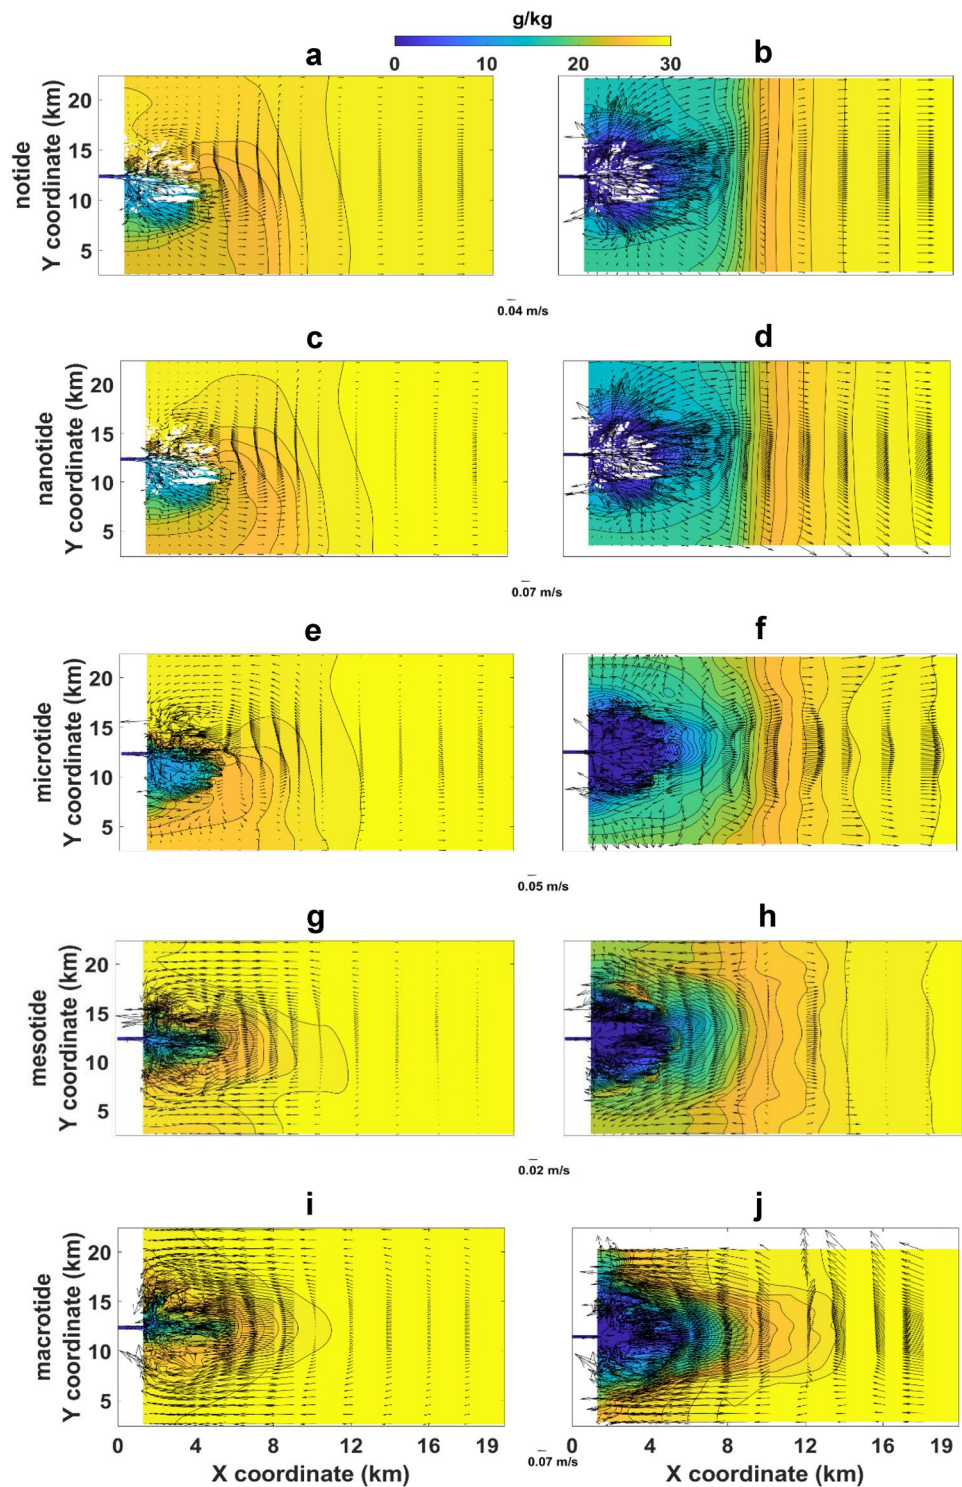 g/kg
0 10 20 30
a b
notide
Y coordinate (km)
20
15
10
5
0.04 m/s
c d
nanotide
Y coordinate (km)
20
15
10
5
0.07 m/s
e f
microtide
Y coordinate (km)
20
15
10
5
0.05 m/s
g h
mesotide
Y coordinate (km)
20
15
10
5
0.02 m/s
i j
macrotide
Y coordinate (km)
20
15
10
5
0 4 8 12 16 19 0 4 8 12 16 19
0.07 m/s
X coordinate (km) X coordinate (km)